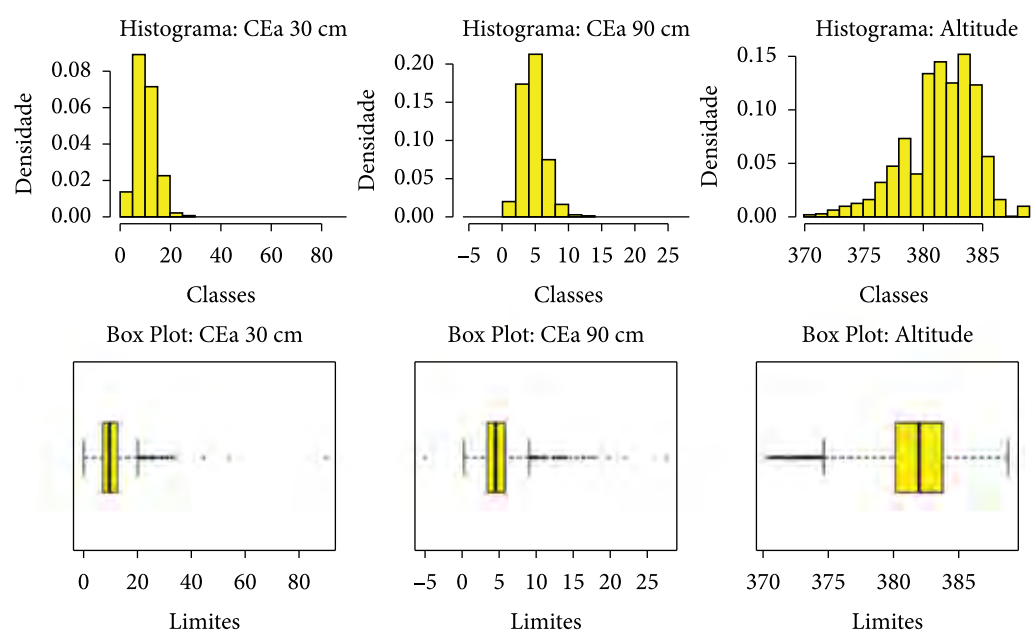 Histograma: CEa 30 cm
Densidade
0.08
0.06
0.04
0.02
0.00
0 20 40 60 80
Classes
Histograma: CEa 90 cm
Densidade
0.20
0.15
0.10
0.05
0.00
−5 0 5 10 15 20 25
Classes
Histograma: Altitude
Densidade
0.15
0.10
0.05
0.00
370 375 380 385
Classes
Box Plot: CEa 30 cm
0 20 40 60 80
Limites
Box Plot: CEa 90 cm
−5 0 5 10 15 20 25
Limites
Box Plot: Altitude
370 375 380 385
Limites